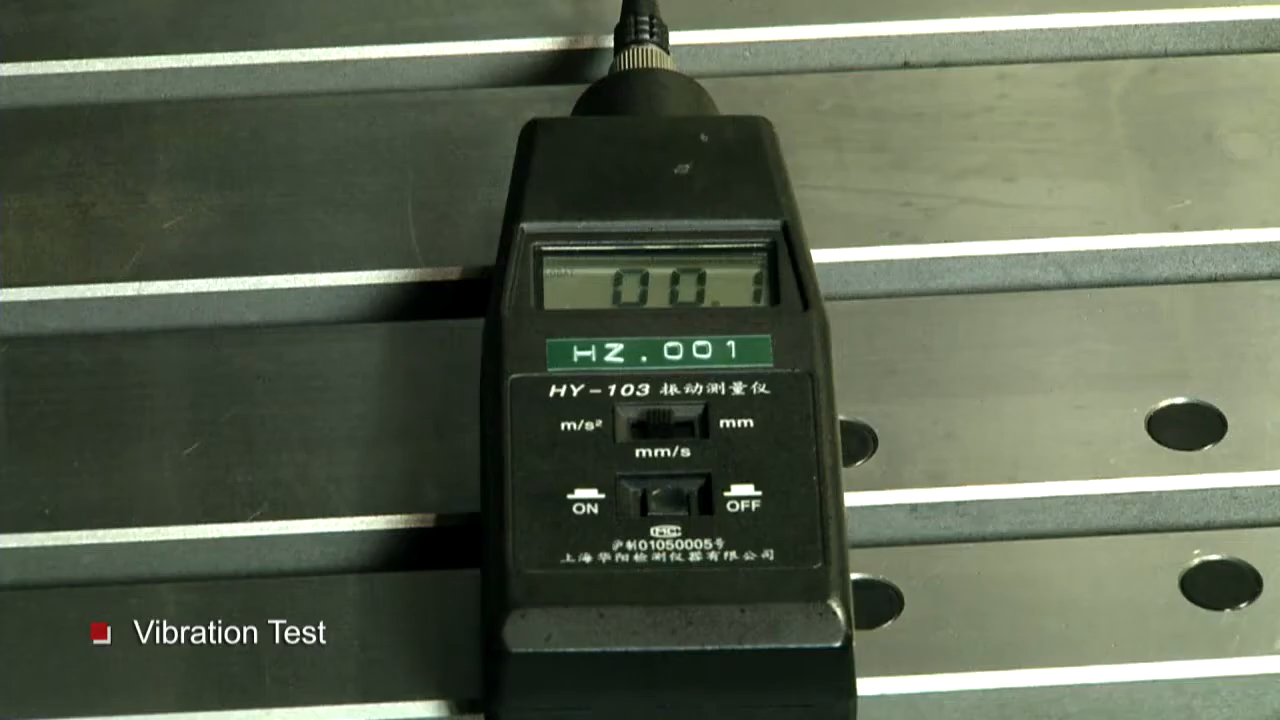 00.1
HZ.001
HY-103 振动测量仪
m/s² mm
mm/s
ON OFF
沪制01050005号
上海华阳检测仪器有限公司
Vibration Test